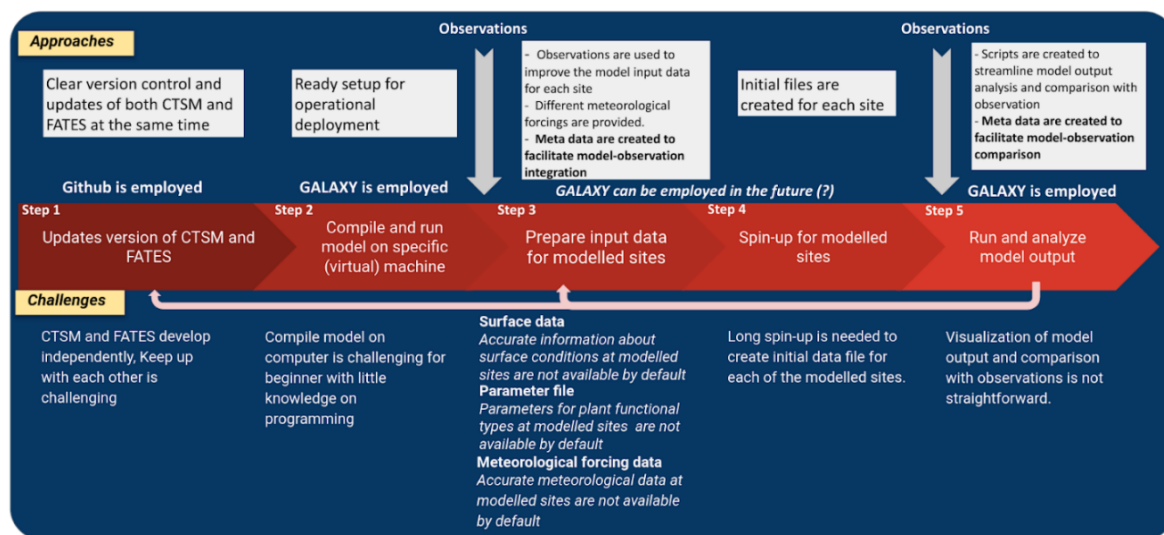 Approaches
Observations
Observations
Clear version control and
updates of both CTSM and
FATES at the same time
Ready setup for
operational
deployment
- Observations are used to
improve the model input data
for each site
- Different meteorological
forcings are provided.
- Meta data are created to
facilitate model-observation
integration
Initial files are
created for each site
- Scripts are created to
streamline model output
analysis and comparison with
observation
- Meta data are created to
facilitate model-observation
comparison
Github is employed
GALAXY is employed
GALAXY can be employed in the future (?)
GALAXY is employed
Step 1
Updates version of CTSM and
FATES
Step 2
Compile and run
model on specific
(virtual) machine
Step 3
Prepare input data
for modelled sites
Step 4
Spin-up for modelled
sites
Step 5
Run and analyze
model output
Challenges
CTSM and FATES develop
independently, Keep up
with each other is
challenging
Compile model on
computer is challenging for
beginner with little
knowledge on
programming
Surface data
Accurate information about
surface conditions at modelled
sites are not available by default
Parameter file
Parameters for plant functional
types at modelled sites are not
available by default
Meteorological forcing data
Accurate meteorological data at
modelled sites are not available
by default
Long spin-up is needed to
create initial data file for
each of the modelled sites.
Visualization of model
output and comparison
with observations is not
straightforward.